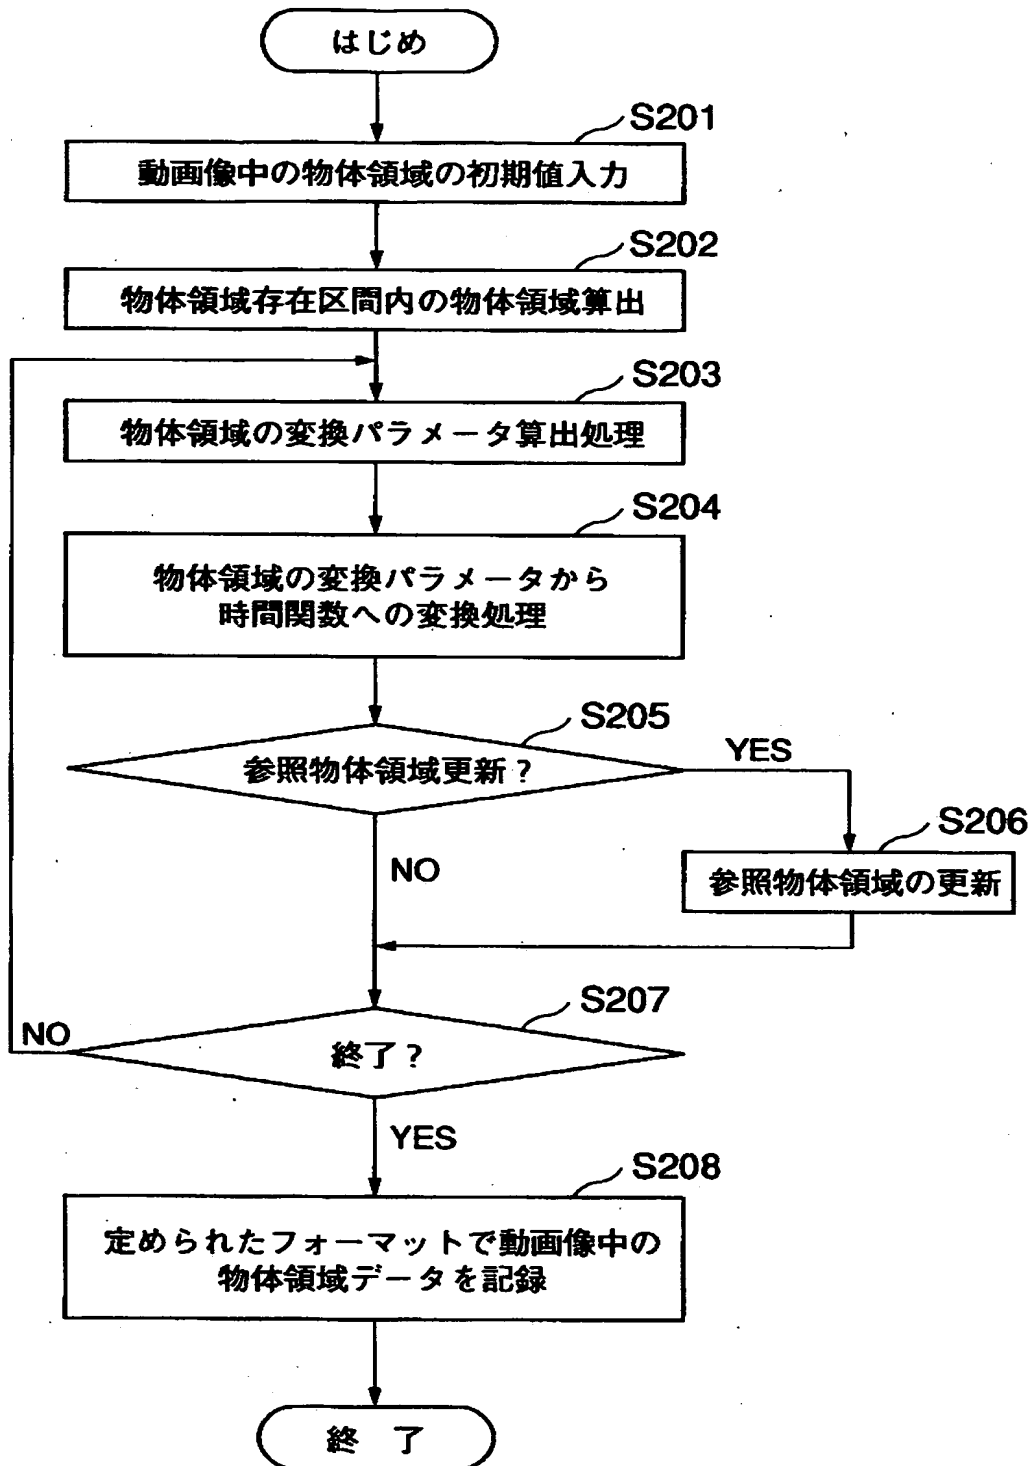 はじめ
S201
動画像中の物体領域の初期値入力
S202
物体領域存在区間内の物体領域算出
S203
物体領域の変換パラメータ算出処理
S204
物体領域の変換パラメータから
時間関数への変換処理
S205
参照物体領域更新？
YES
S206
参照物体領域の更新
NO
S207
終了？
NO
YES
S208
定められたフォーマットで動画像中の
物体領域データを記録
終 了